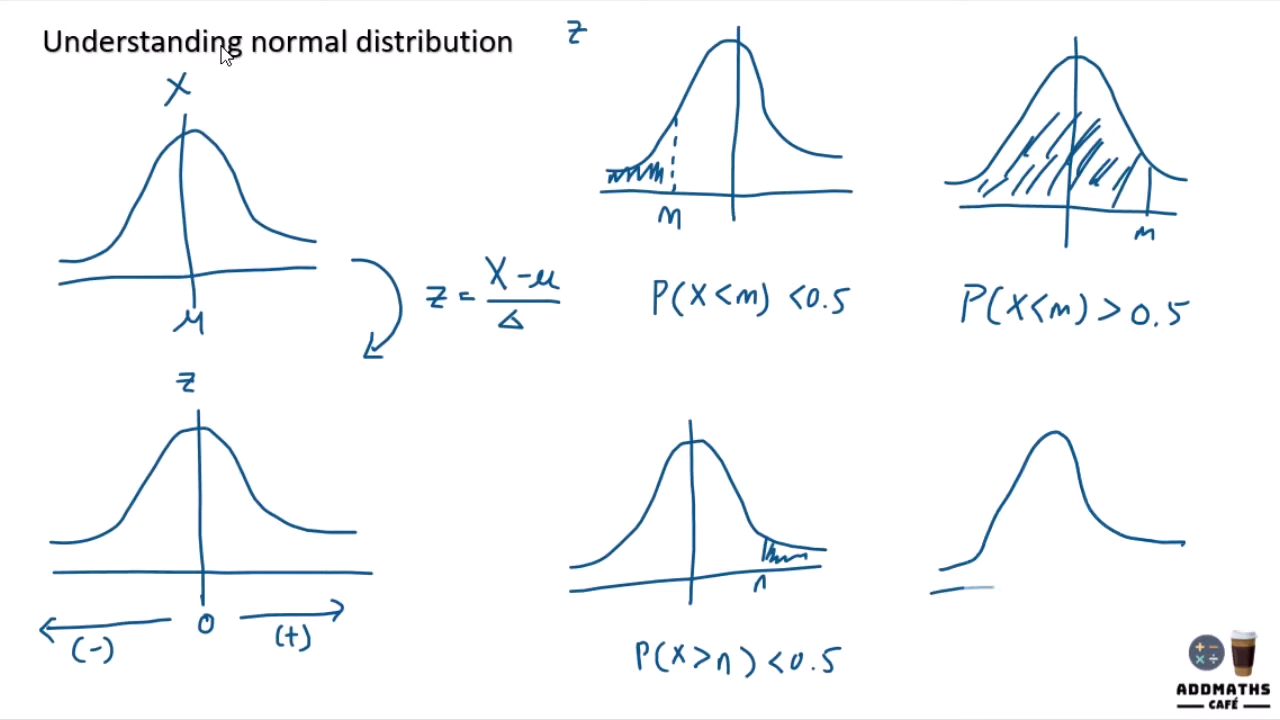 Understanding normal distribution
X
μ
Z = X - μ / σ
Z
0
(-)
(+)
Z
m
P(X < m) < 0.5
m
P(X < m) > 0.5
n
P(X > n) < 0.5
ADDMATHS
CAFÉ